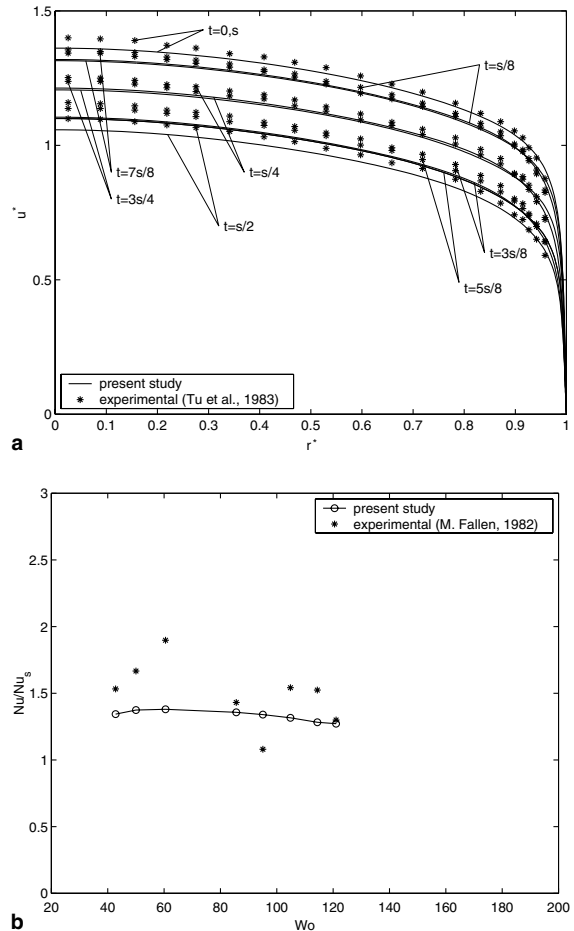 1.5
1
0.5
0
u*
t=0,s
t=s/8
t=7s/8
t=3s/4
t=s/4
t=s/2
t=3s/8
t=5s/8
present study
experimental (Tu et al., 1983)
0 0.1 0.2 0.3 0.4 0.5 0.6 0.7 0.8 0.9 1
r*
a
3
2.5
2
1.5
1
0.5
0
Nu/Nus
present study
experimental (M. Fallen, 1982)
20 40 60 80 100 120 140 160 180 200
Wo
b